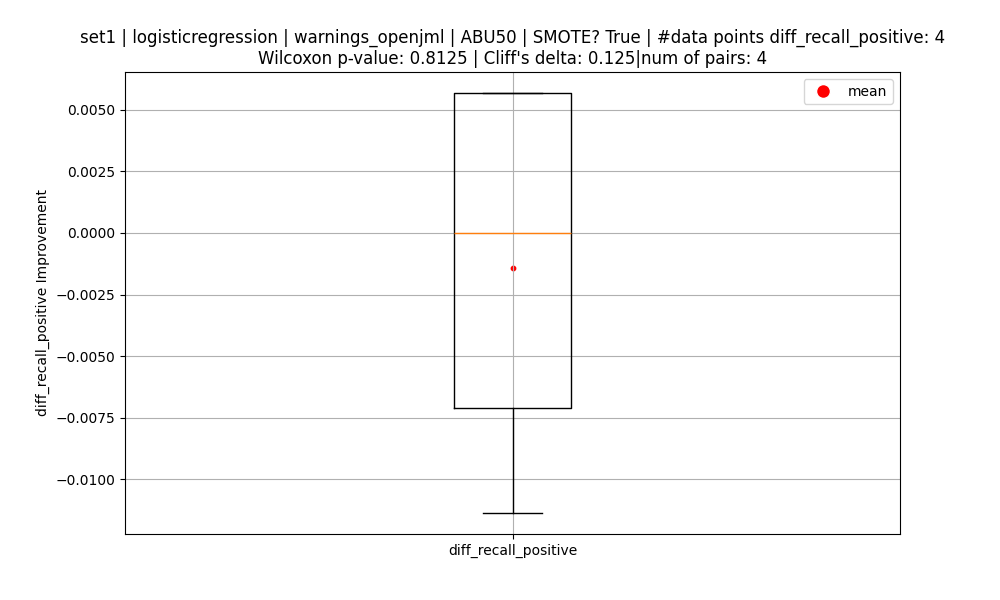 set1 | logisticregression | warnings_openjml | ABU50 | SMOTE? True | #data points diff_recall_positive: 4
Wilcoxon p-value: 0.8125 | Cliff's delta: 0.125|num of pairs: 4
mean
0.0050
0.0025
0.0000
−0.0025
−0.0050
−0.0075
−0.0100
diff_recall_positive Improvement
diff_recall_positive